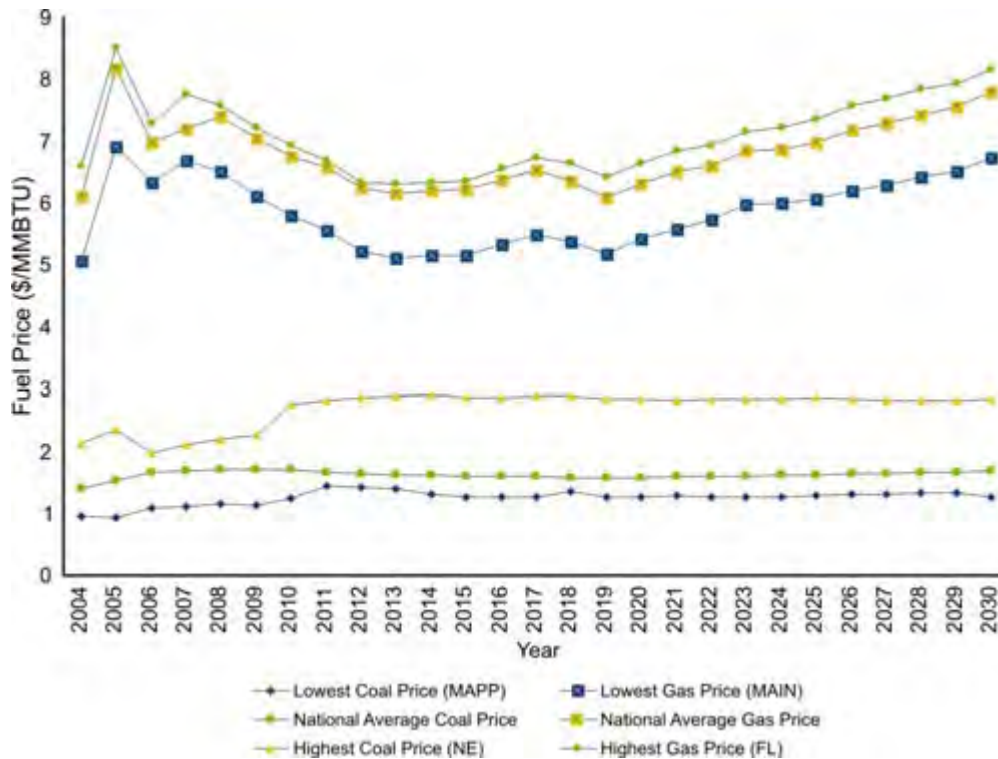 9
8
7
6
5
4
3
2
1
0
Fuel Price ($/MMBTU)
2004 2005 2006 2007 2008 2009 2010 2011 2012 2013 2014 2015 2016 2017 2018 2019 2020 2021 2022 2023 2024 2025 2026 2027 2028 2029 2030
Year
Lowest Coal Price (MAPP) Lowest Gas Price (MAIN)
National Average Coal Price National Average Gas Price
Highest Coal Price (NE) Highest Gas Price (FL)